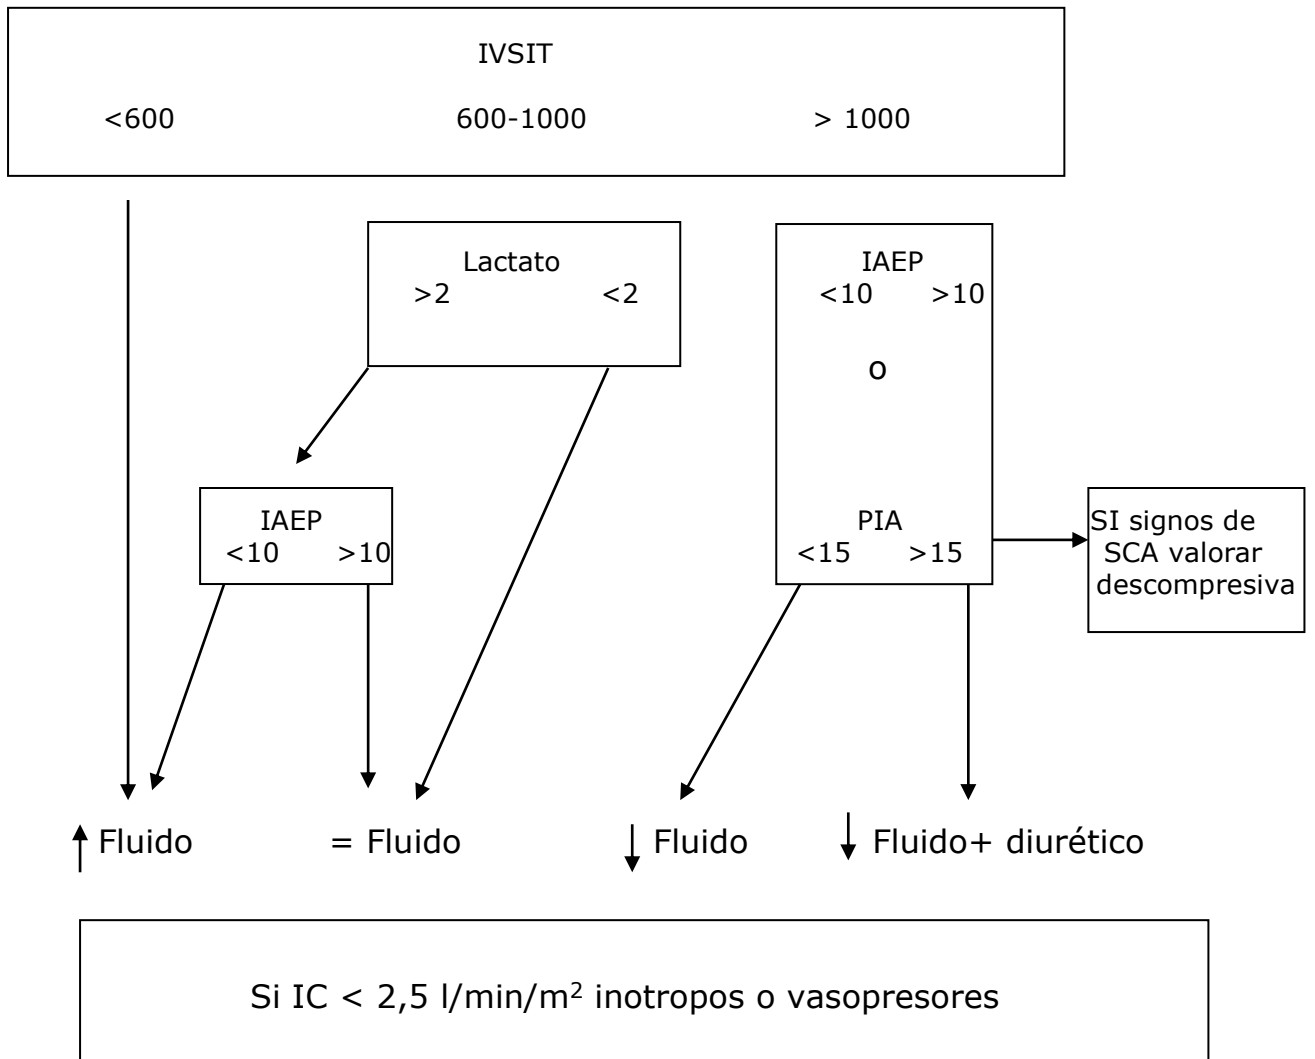 IVSIT
<600 600-1000 > 1000
Lactato
>2 <2
IAEP
<10 >10
o
PIA
<15 >15
IAEP
<10 >10
SI signos de
SCA valorar
descompresiva
Fluido = Fluido Fluido Fluido+ diurético
Si IC < 2,5 l/min/m² inotropos o vasopresores